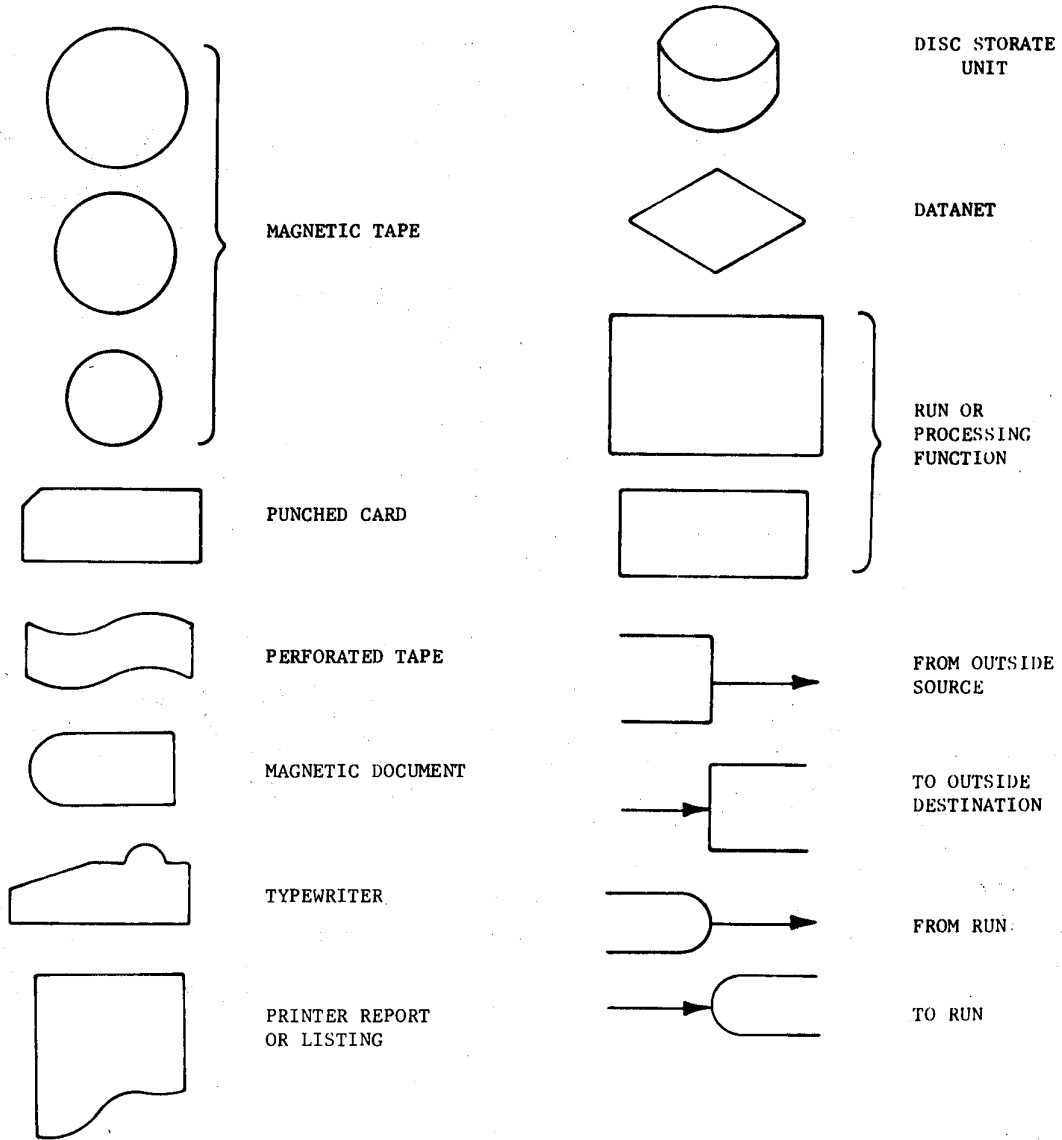 MAGNETIC TAPE
PUNCHED CARD
PERFORATED TAPE
MAGNETIC DOCUMENT
TYPEWRITER
PRINTER REPORT
OR LISTING
DISC STORATE
UNIT
DATANET
RUN OR
PROCESSING
FUNCTION
FROM OUTSIDE
SOURCE
TO OUTSIDE
DESTINATION
FROM RUN
TO RUN